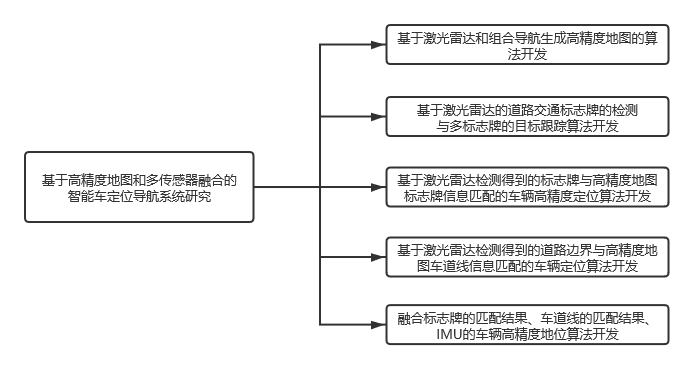 基于高精度地图和多传感器融合的
智能车定位导航系统研究
基于激光雷达和组合导航生成高精度地图的算
法开发
基于激光雷达的道路交通标志牌的检测
与多标志牌的目标跟踪算法开发
基于激光雷达检测得到的标志牌与高精度地图
标志牌信息匹配的车辆高精度定位算法开发
基于激光雷达检测得到的道路边界与高精度地
图车道线信息匹配的车辆定位算法开发
融合标志牌的匹配结果、车道线的匹配结果、
IMU的车辆高精度地位算法开发